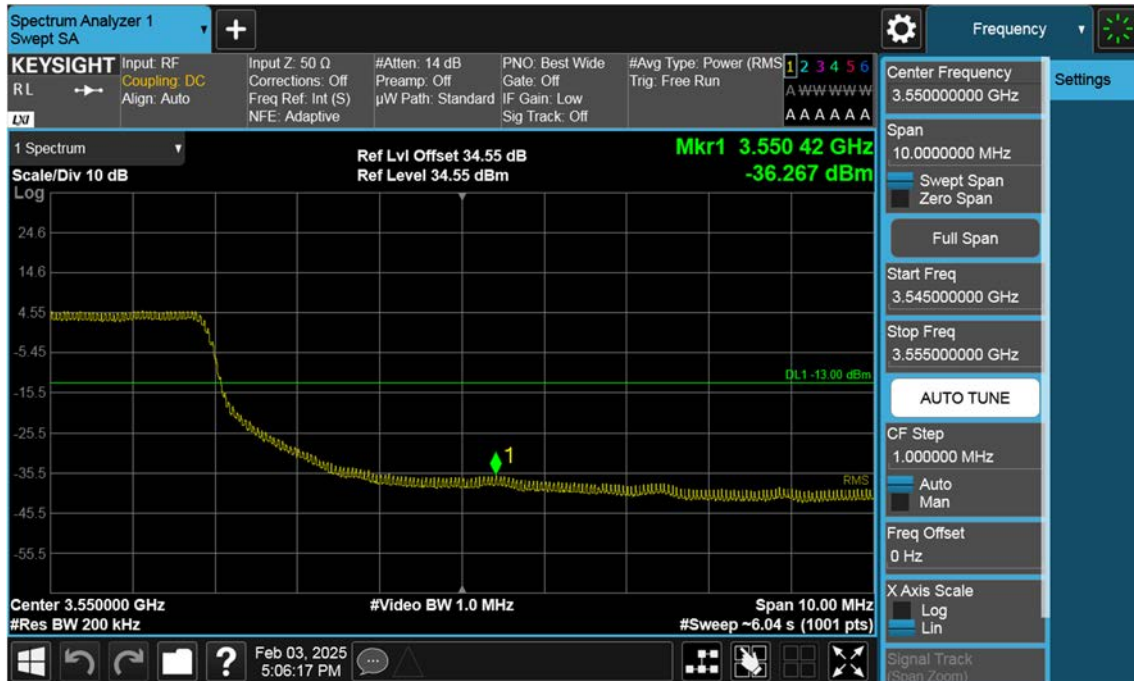 Spectrum Analyzer 1
Swept SA
Frequency
KEYSIGHT
R L
LXI
Input: RF
Coupling: DC
Align: Auto
Input Z: 50 Ω
Corrections: Off
Freq Ref: Int (S)
NFE: Adaptive
#Atten: 14 dB
Preamp: Off
µW Path: Standard
PNO: Best Wide
Gate: Off
IF Gain: Low
Sig Track: Off
#Avg Type: Power (RMS
Trig: Free Run
1 2 3 4 5 6
A W W W W W
A A A A A A
1 Spectrum
Scale/Div 10 dB
Ref Lvl Offset 34.55 dB
Ref Level 34.55 dBm
Mkr1 3.550 42 GHz
-36.267 dBm
Log
24.6
14.6
4.55
-5.45
-15.5
-25.5
-35.5
-45.5
-55.5
DL1 -13.00 dBm
1
RMS
Center 3.550000 GHz
#Res BW 200 kHz
#Video BW 1.0 MHz
Span 10.00 MHz
#Sweep ~6.04 s (1001 pts)
Center Frequency
3.550000000 GHz
Span
10.0000000 MHz
Swept Span
Zero Span
Full Span
Start Freq
3.545000000 GHz
Stop Freq
3.555000000 GHz
AUTO TUNE
CF Step
1.000000 MHz
Auto
Man
Freq Offset
0 Hz
X Axis Scale
Log
Lin
Signal Track
(Span Zoom)
Settings
?
Feb 03, 2025
5:06:17 PM